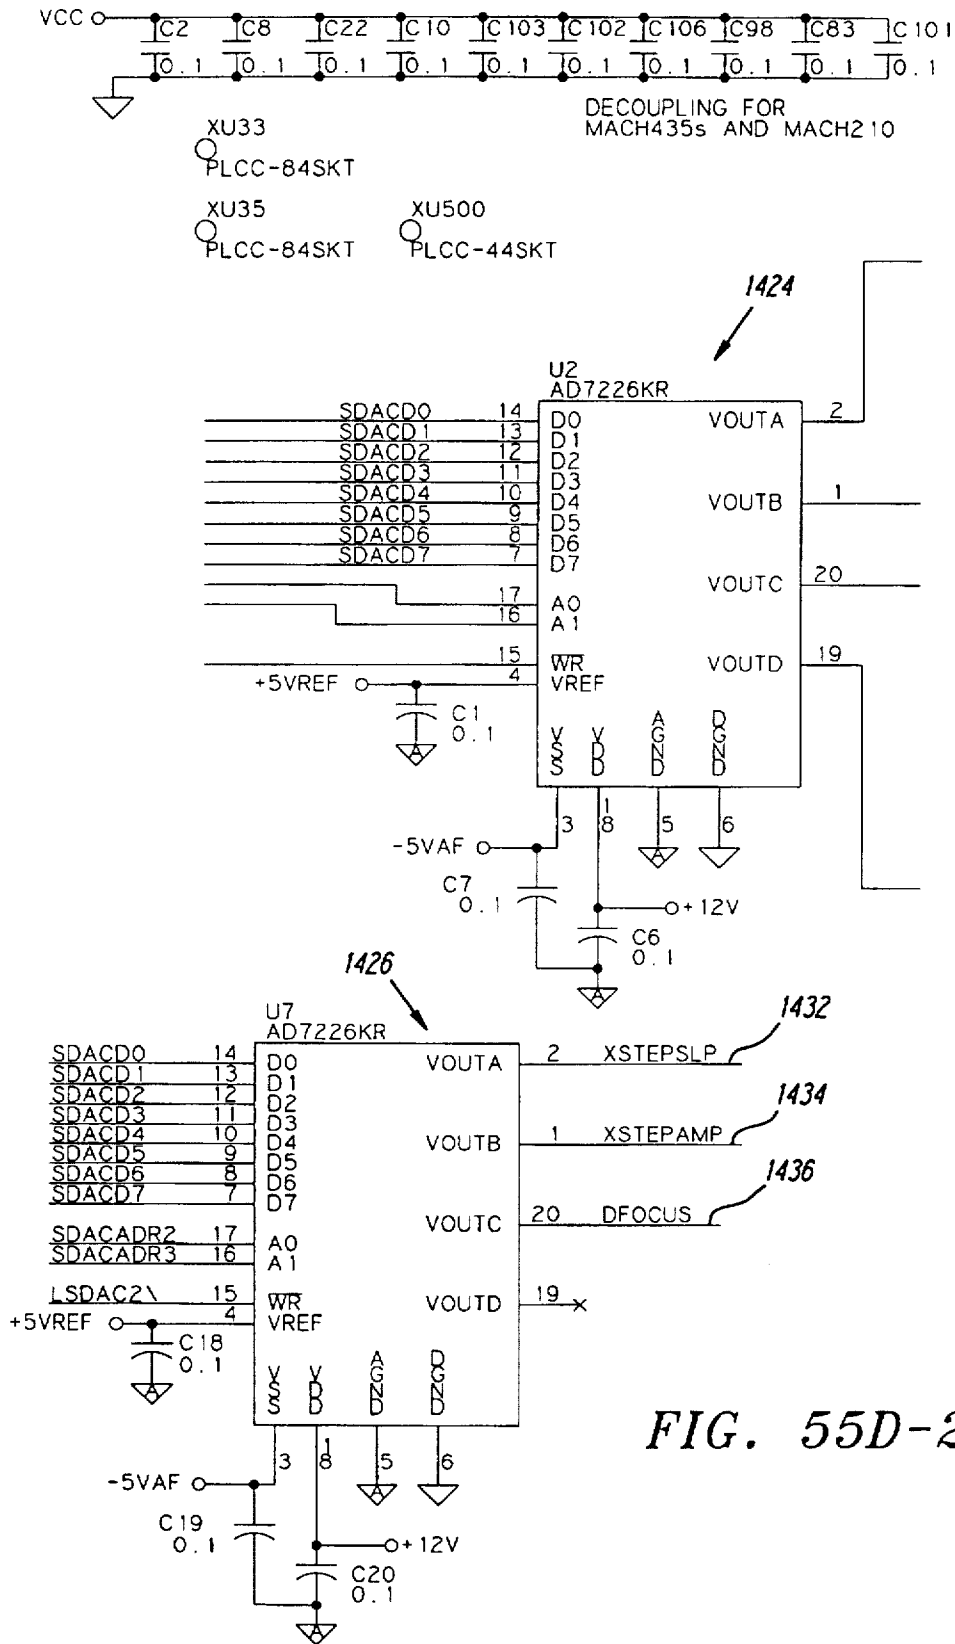 VCC C2 C8 C22 C10 C103 C102 C106 C98 C83 C101
0.1 0.1 0.1 0.1 0.1 0.1 0.1 0.1 0.1 0.1
DECOUPLING FOR
MACH435s AND MACH210
XU33
PLCC-84SKT
XU35 XU500
PLCC-84SKT PLCC-44SKT
1424
U2
AD7226KR
SDACD0 14 D0 VOUTA 2
SDACD1 13 D1
SDACD2 12 D2
SDACD3 11 D3
SDACD4 10 D4 VOUTB 1
SDACD5 9 D5
SDACD6 8 D6
SDACD7 7 D7
VOUTC 20
17 A0
16 A1
15 WR VOUTD 19
+5VREF 4 VREF
C1
0.1
VSS VDD AGND DGND
3 18 5 6
-5VAF
C7
0.1
+12V
C6
0.1
A
1426
U7
AD7226KR
1432
SDACD0 14 D0 VOUTA 2 XSTEPSLP
SDACD1 13 D1
SDACD2 12 D2
SDACD3 11 D3
1434
SDACD4 10 D4 VOUTB 1 XSTEPAMP
SDACD5 9 D5
SDACD6 8 D6
SDACD7 7 D7
1436
VOUTC 20 DFOCUS
SDACADR2 17 A0
SDACADR3 16 A1
LSDAC2\ 15 WR VOUTD 19
+5VREF 4 VREF
C18
0.1
A
VSS VDD AGND DGND
FIG. 55D-2
3 18 5 6
-5VAF
C19
0.1
+12V
C20
0.1
A